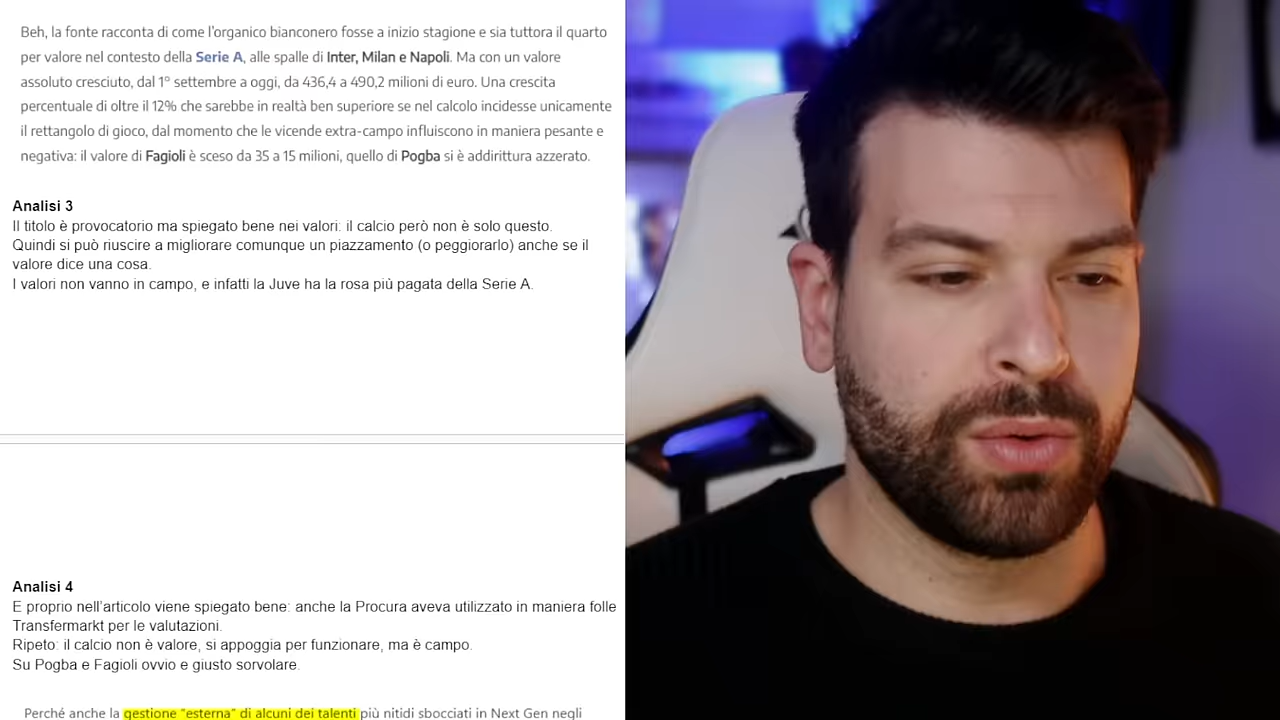 Beh, la fonte racconta di come l'organico bianconero fosse a inizio stagione e sia tuttora il quarto
per valore nel contesto della Serie A, alle spalle di Inter, Milan e Napoli. Ma con un valore
assoluto cresciuto, dal 1° settembre a oggi, da 436,4 a 490,2 milioni di euro. Una crescita
percentuale di oltre il 12% che sarebbe in realtà ben superiore se nel calcolo incidesse unicamente
il rettangolo di gioco, dal momento che le vicende extra-campo influiscono in maniera pesante e
negativa: il valore di Fagioli è sceso da 35 a 15 milioni, quello di Pogba si è addirittura azzerato.
Analisi 3
Il titolo è provocatorio ma spiegato bene nei valori: il calcio però non è solo questo.
Quindi si può riuscire a migliorare comunque un piazzamento (o peggiorarlo) anche se il
valore dice una cosa.
I valori non vanno in campo, e infatti la Juve ha la rosa più pagata della Serie A.
Analisi 4
E proprio nell'articolo viene spiegato bene: anche la Procura aveva utilizzato in maniera folle
Transfermarkt per le valutazioni.
Ripeto: il calcio non è valore, si appoggia per funzionare, ma è campo.
Su Pogba e Fagioli ovvio e giusto sorvolare.
Perché anche la gestione "esterna" di alcuni dei talenti più nitidi sbocciati in Next Gen negli